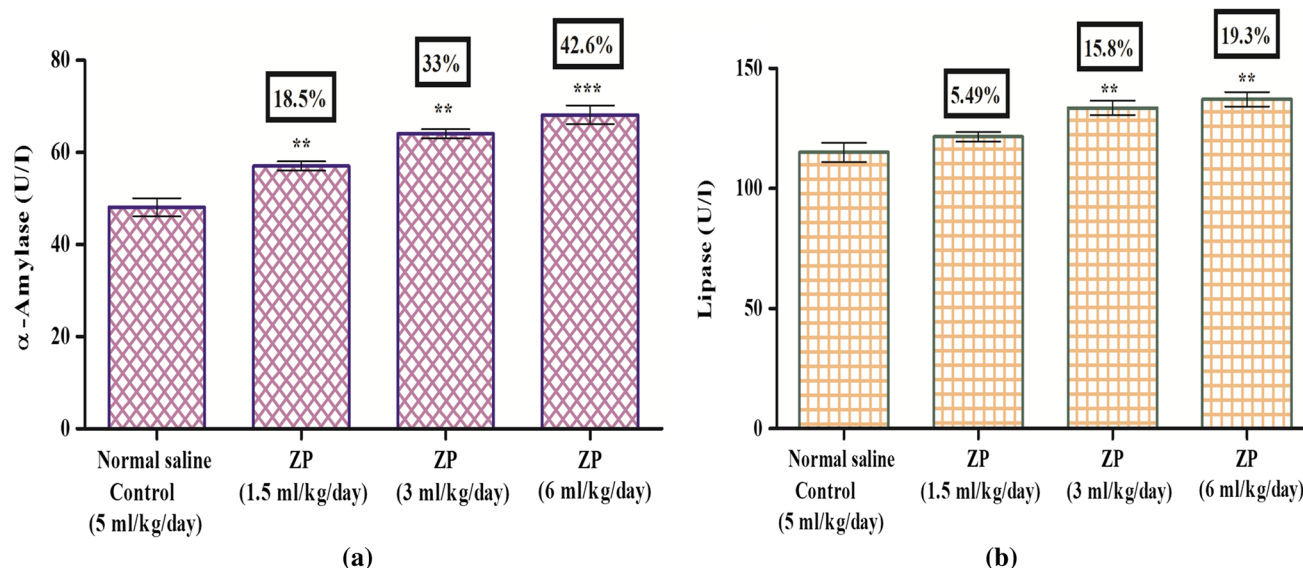 α-Amylase (U/I)
80
60
40
20
0
18.5%
33%
42.6%
**
**
***
Normal saline
Control
(5 ml/kg/day)
ZP
(1.5 ml/kg/day)
ZP
(3 ml/kg/day)
ZP
(6 ml/kg/day)
(a)
Lipase (U/I)
150
100
50
0
5.49%
15.8%
19.3%
**
**
Normal saline
Control
(5 ml/kg/day)
ZP
(1.5 ml/kg/day)
ZP
(3 ml/kg/day)
ZP
(6 ml/kg/day)
(b)